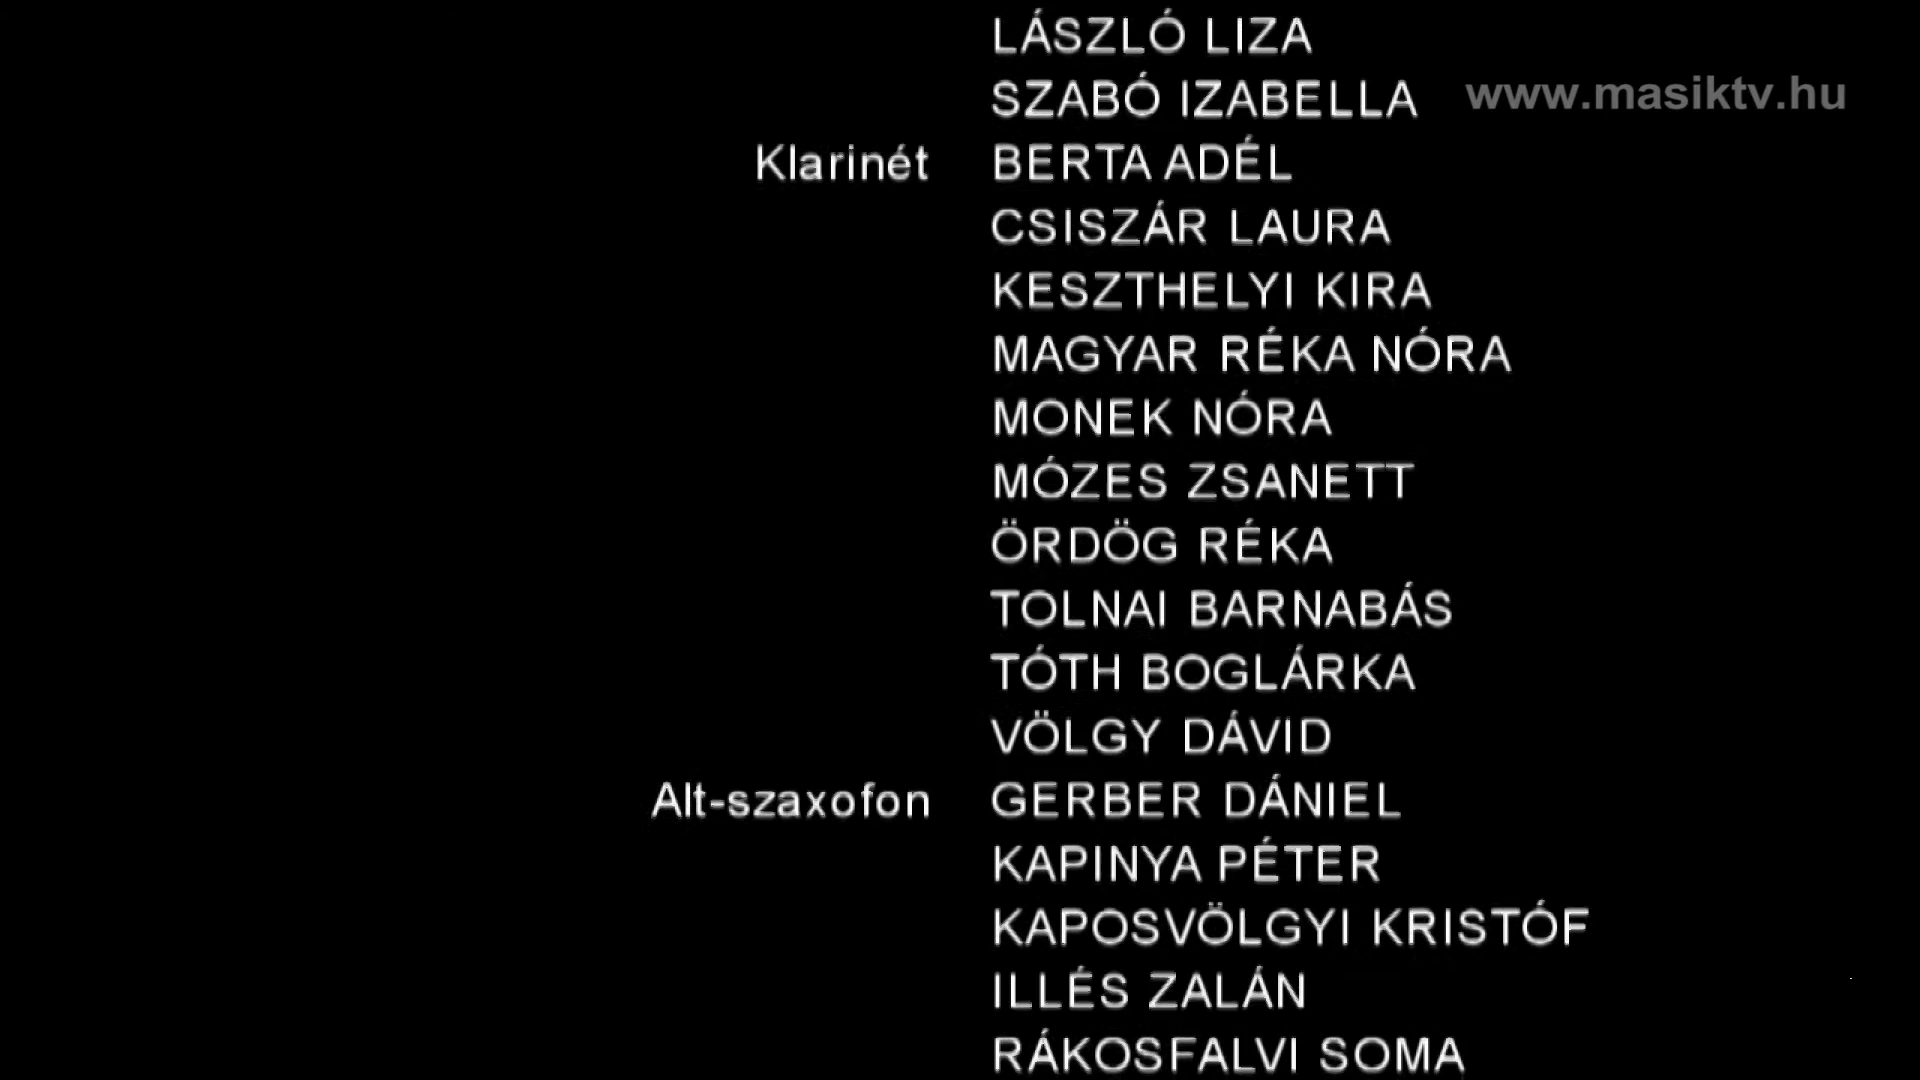 LÁSZLÓ LIZA
SZABÓ IZABELLA
www.masiktv.hu
Klarinét BERTA ADÉL
CSISZÁR LAURA
KESZTHELYI KIRA
MAGYAR RÉKA NÓRA
MONEK NÓRA
MÓZES ZSANETT
ÖRDÖG RÉKA
TOLNAI BARNABÁS
TÓTH BOGLÁRKA
VÖLGY DÁVID
Alt-szaxofon GERBER DÁNIEL
KAPINYA PÉTER
KAPOSVÖLGYI KRISTÓF
ILLÉS ZALÁN
RÁKOSFALVI SOMA